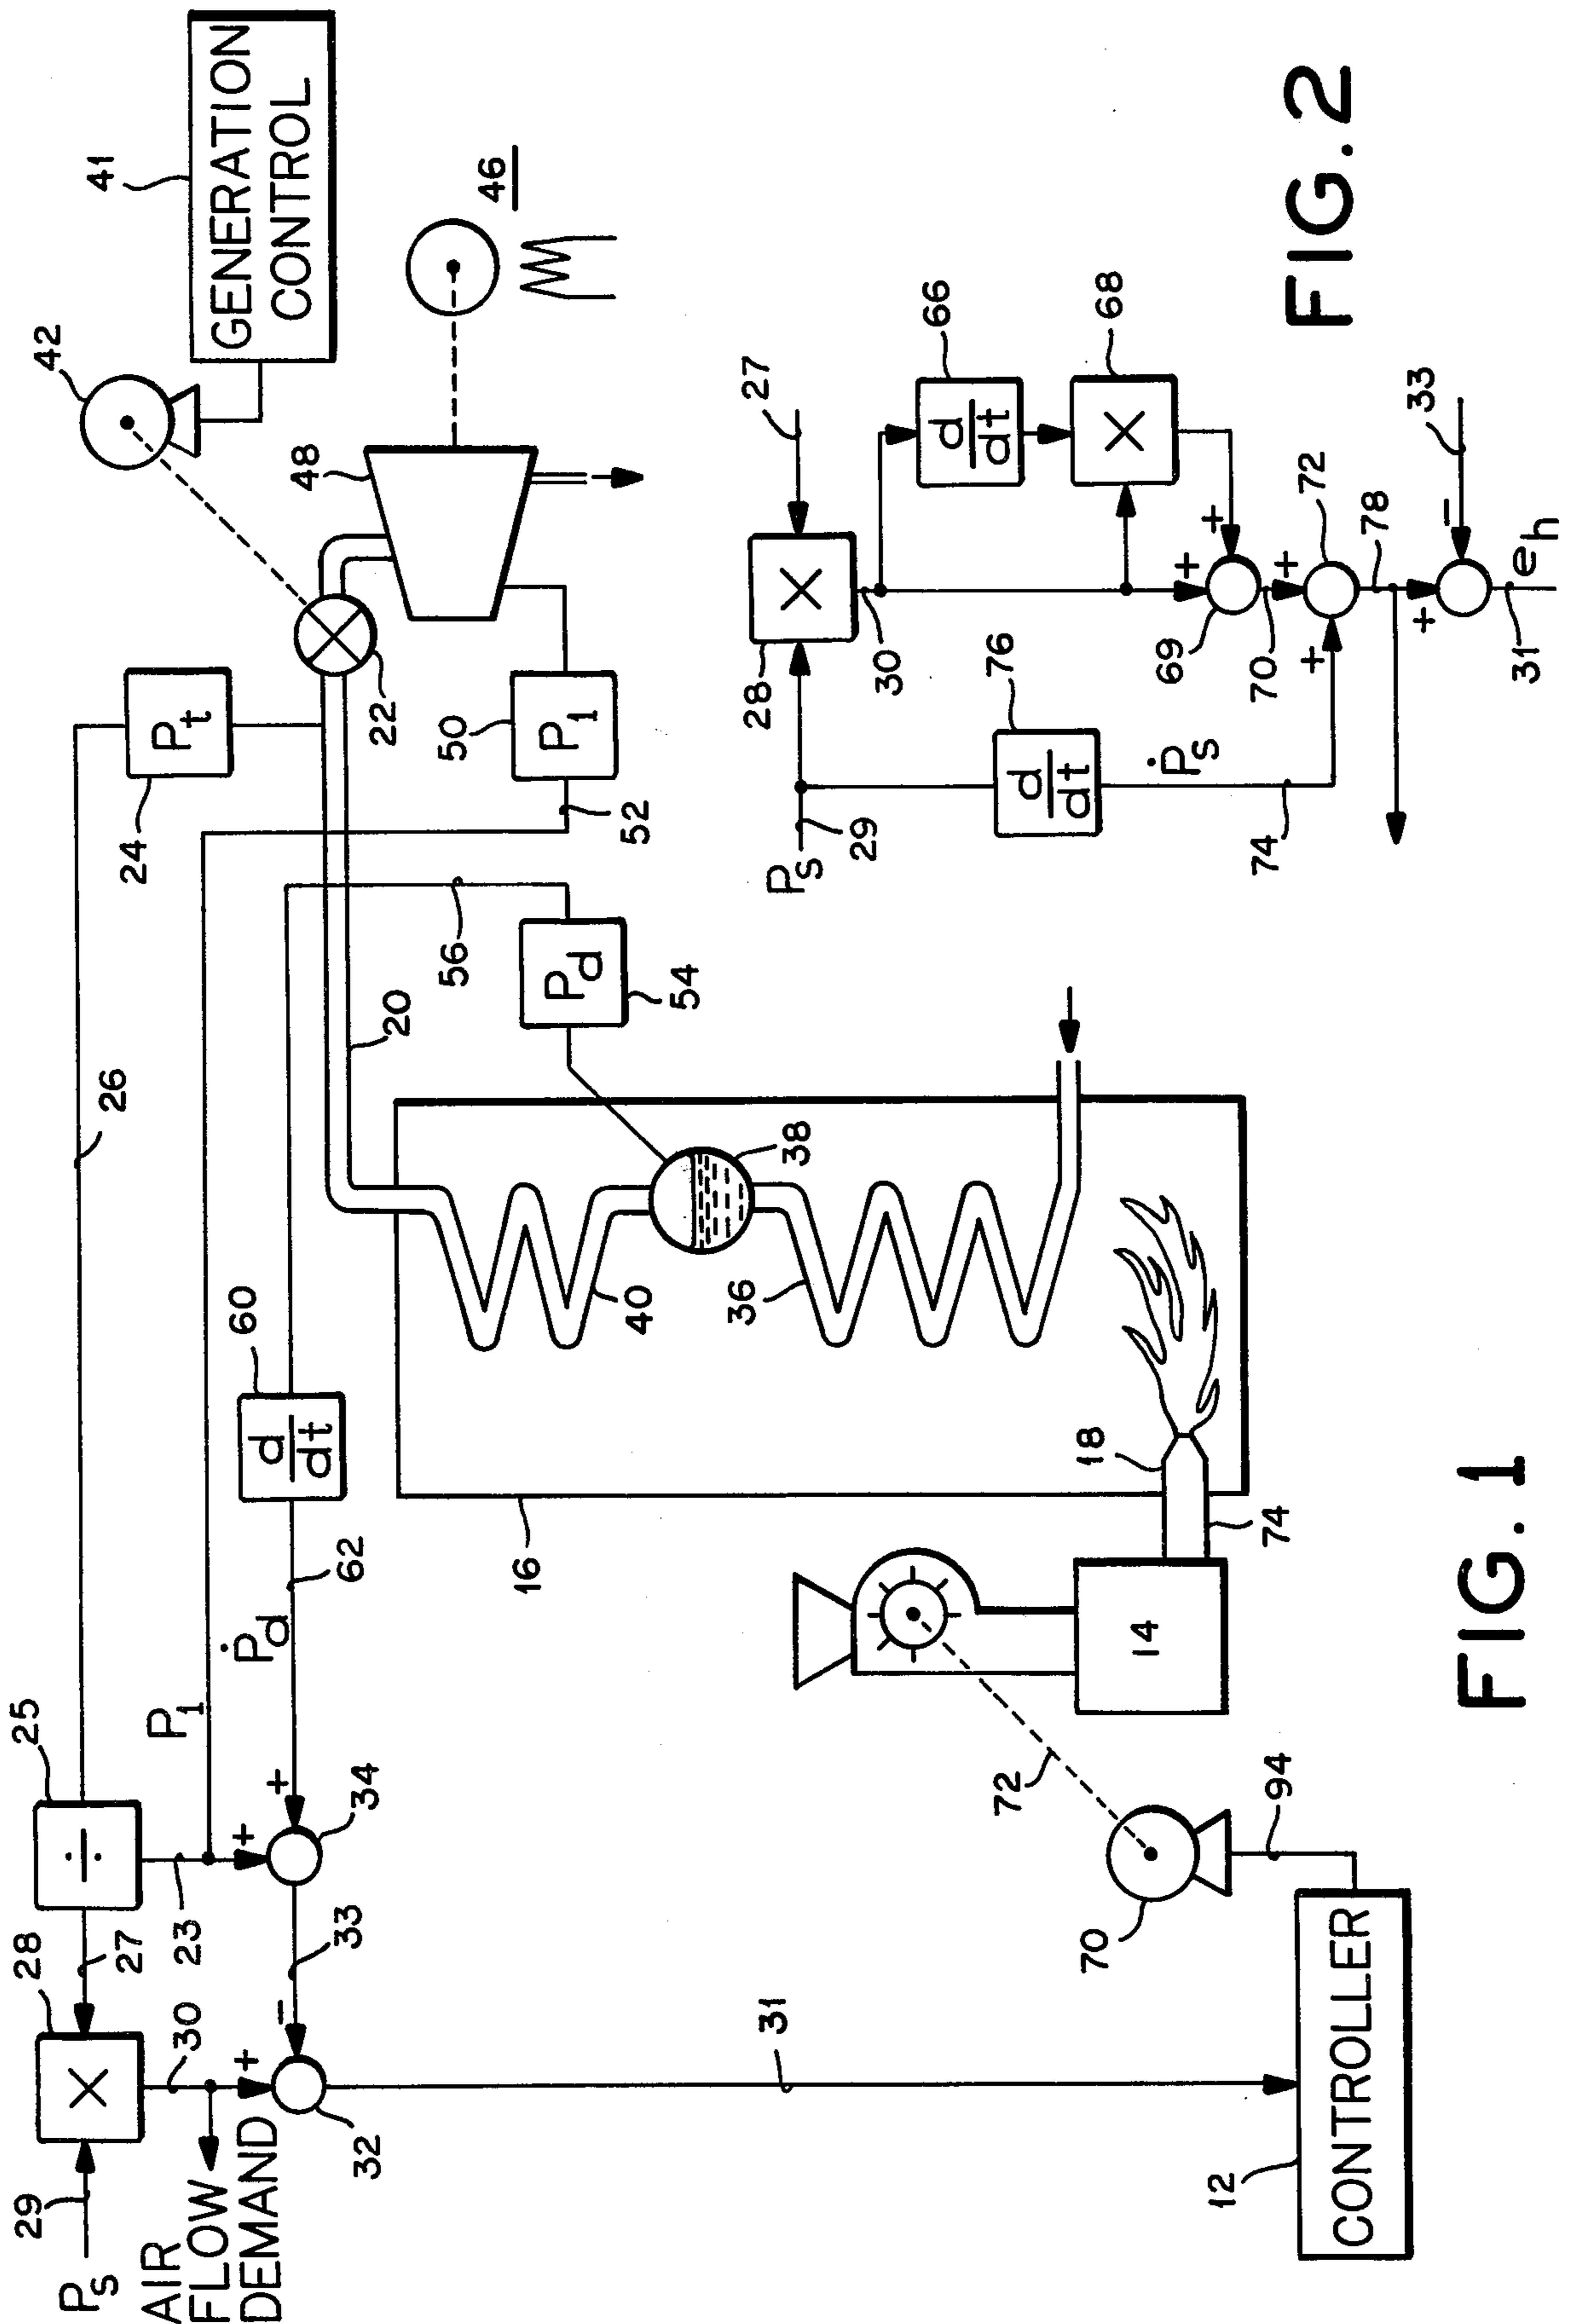 29
28
25
26
24
42
41
GENERATION
CONTROL
Ps
×
27
÷
P1
Pt
AIR
FLOW
DEMAND
30
23
Ṗd
60
d
dt
62
20
22
48
46
+
+
+
−
33
34
32
56
52
50
P1
Pd
54
16
40
38
36
31
18
74
14
72
70
94
12
CONTROLLER
FIG. 1
Ps
29
28
×
27
30
76
d
dt
Ṗs
74
66
d
dt
68
×
69
+
+
70
+
+
72
78
+
−
33
31
eh
FIG. 2